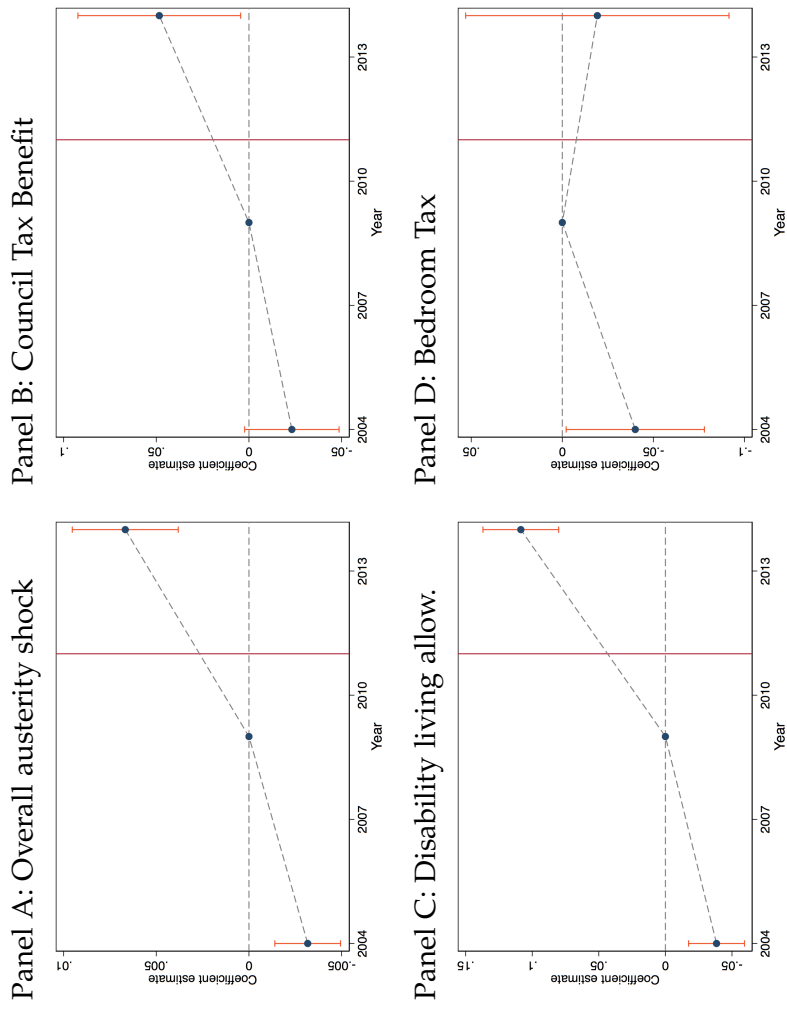 Panel A: Overall austerity shock
.01
.005
0
-.005
Coefficient estimate
2004 2007 2010 2013
Year
Panel B: Council Tax Benefit
.1
.05
0
-.05
Coefficient estimate
2004 2007 2010 2013
Year
Panel C: Disability living allow.
.15
.1
.05
0
-.05
Coefficient estimate
2004 2007 2010 2013
Year
Panel D: Bedroom Tax
.05
0
-.05
-.1
Coefficient estimate
2004 2007 2010 2013
Year